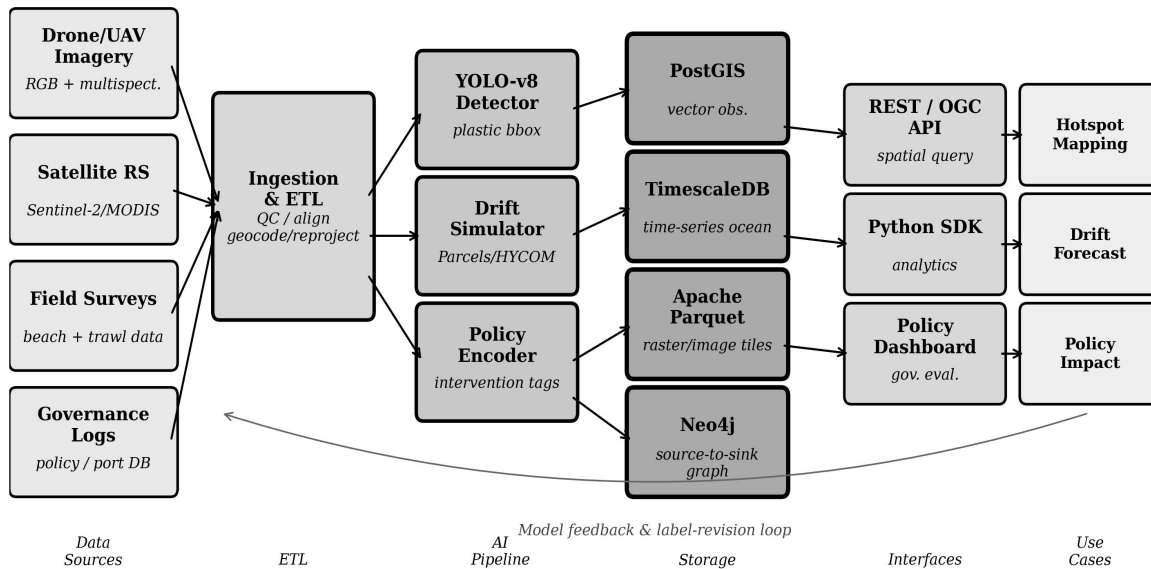 Drone/UAV
Imagery
RGB + multispect.
Satellite RS
Sentinel-2/MODIS
Field Surveys
beach + trawl data
Governance
Logs
policy / port DB
Ingestion
& ETL
QC / align
geocode/reproject
YOLO-v8
Detector
plastic bbox
Drift
Simulator
Parcels/HYCOM
Policy
Encoder
intervention tags
PostGIS
vector obs.
TimescaleDB
time-series ocean
Apache
Parquet
raster/image tiles
Neo4j
source-to-sink
graph
REST / OGC
API
spatial query
Python SDK
analytics
Policy
Dashboard
gov. eval.
Hotspot
Mapping
Drift
Forecast
Policy
Impact
Model feedback & label-revision loop
Data
Sources
ETL
AI
Pipeline
Storage
Interfaces
Use
Cases